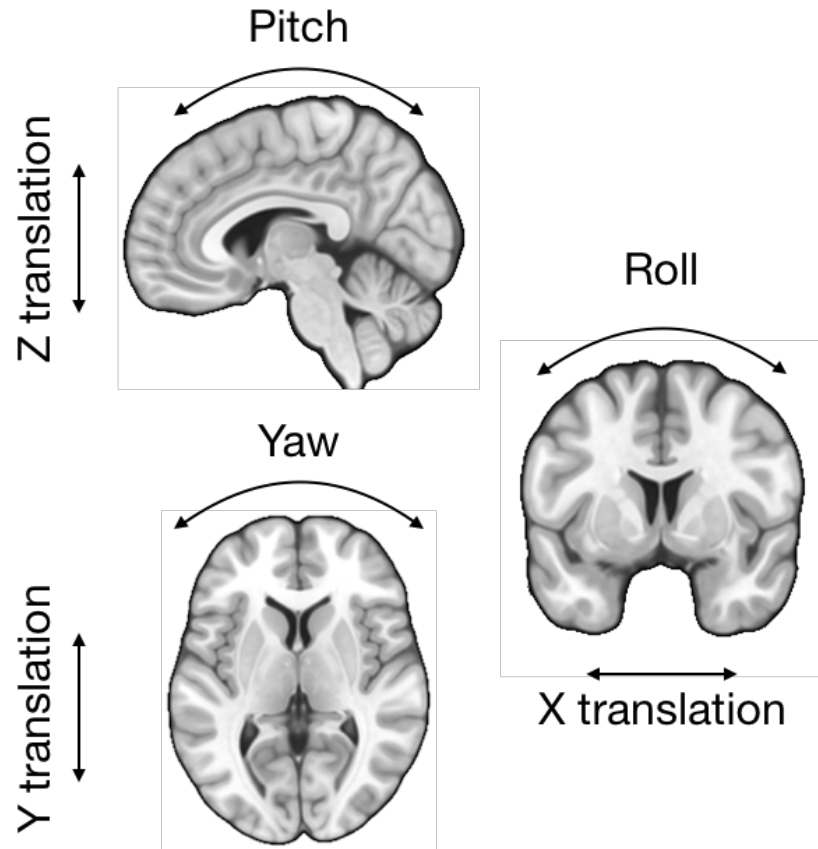 Pitch
Z translation
Roll
Yaw
Y translation
X translation